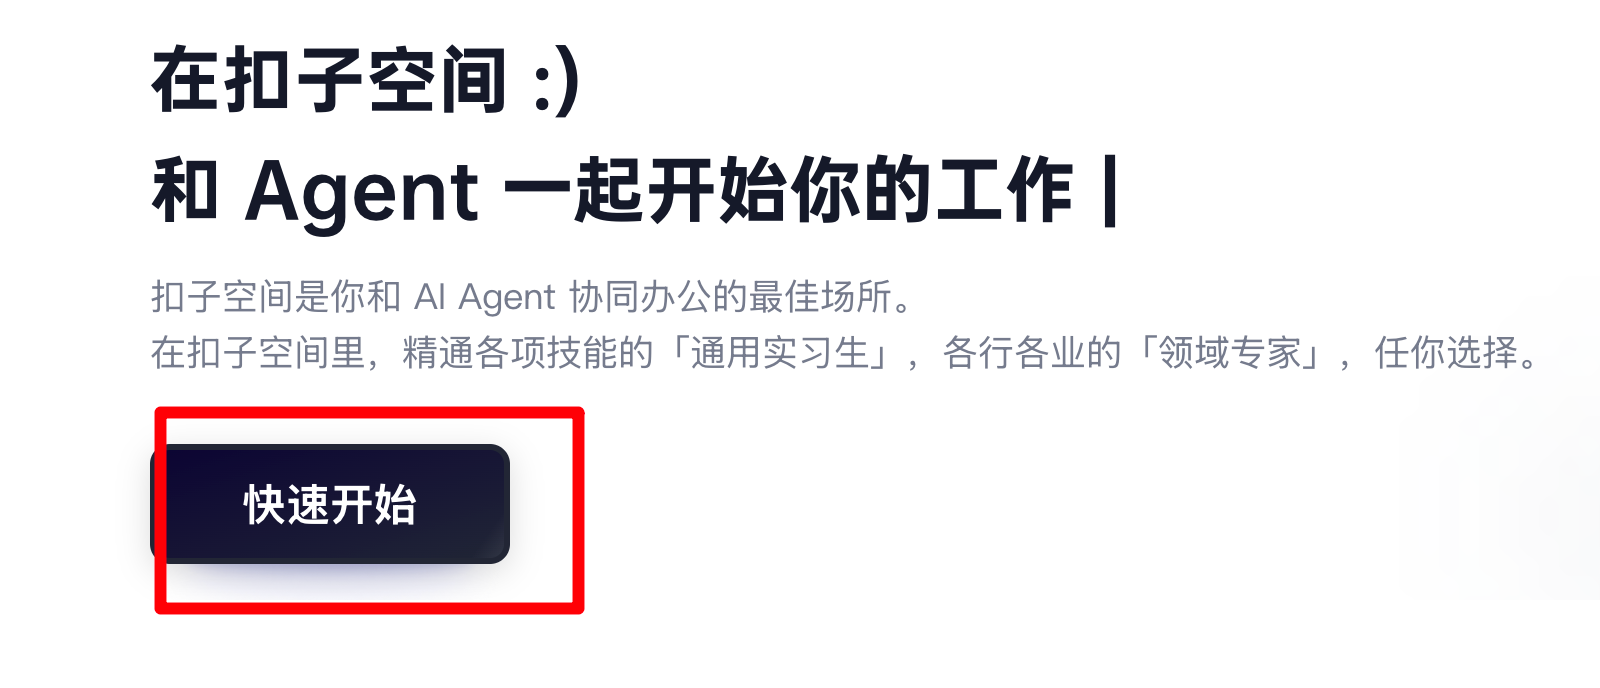 在扣子空间 :)
和 Agent 一起开始你的工作 |
扣子空间是你和 AI Agent 协同办公的最佳场所。
在扣子空间里，精通各项技能的「通用实习生」，各行各业的「领域专家」，任你选择。
快速开始